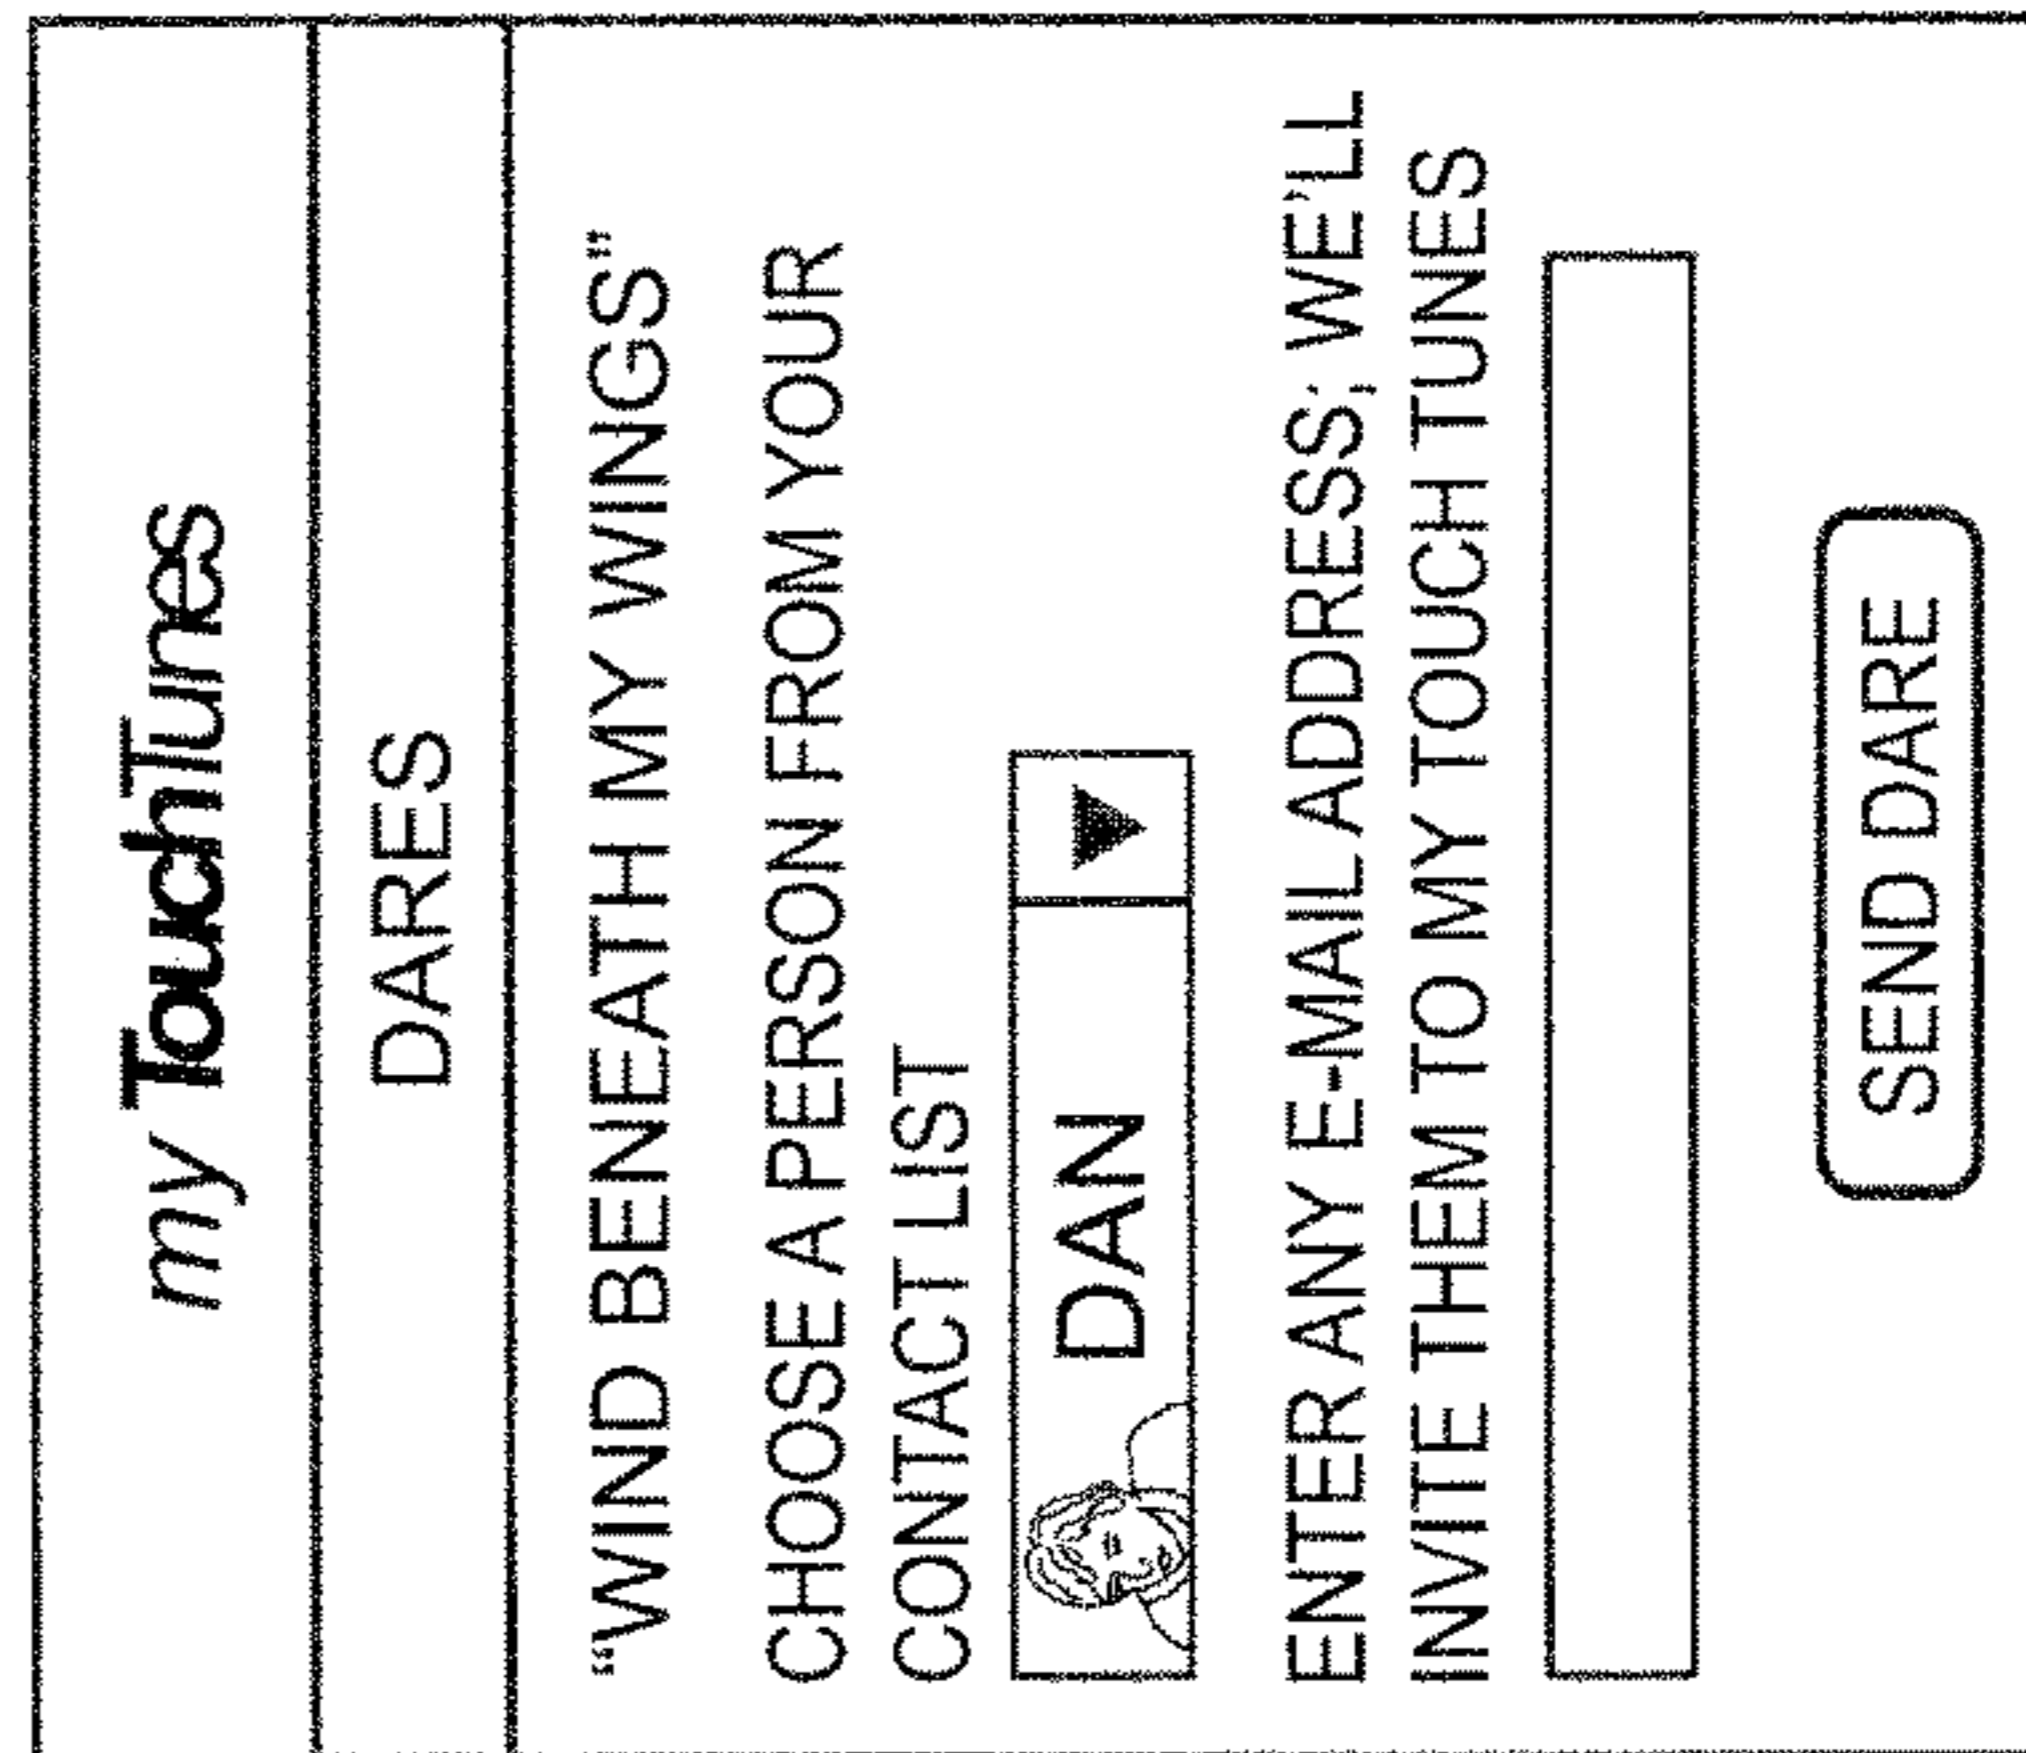 my TouchTunes
DARES
“WIND BENEATH MY WINGS”
CHOOSE A PERSON FROM YOUR
CONTACT LIST
DAN
ENTER ANY E-MAIL ADDRESS; WE’LL
INVITE THEM TO MY TOUCH TUNES
SEND DARE